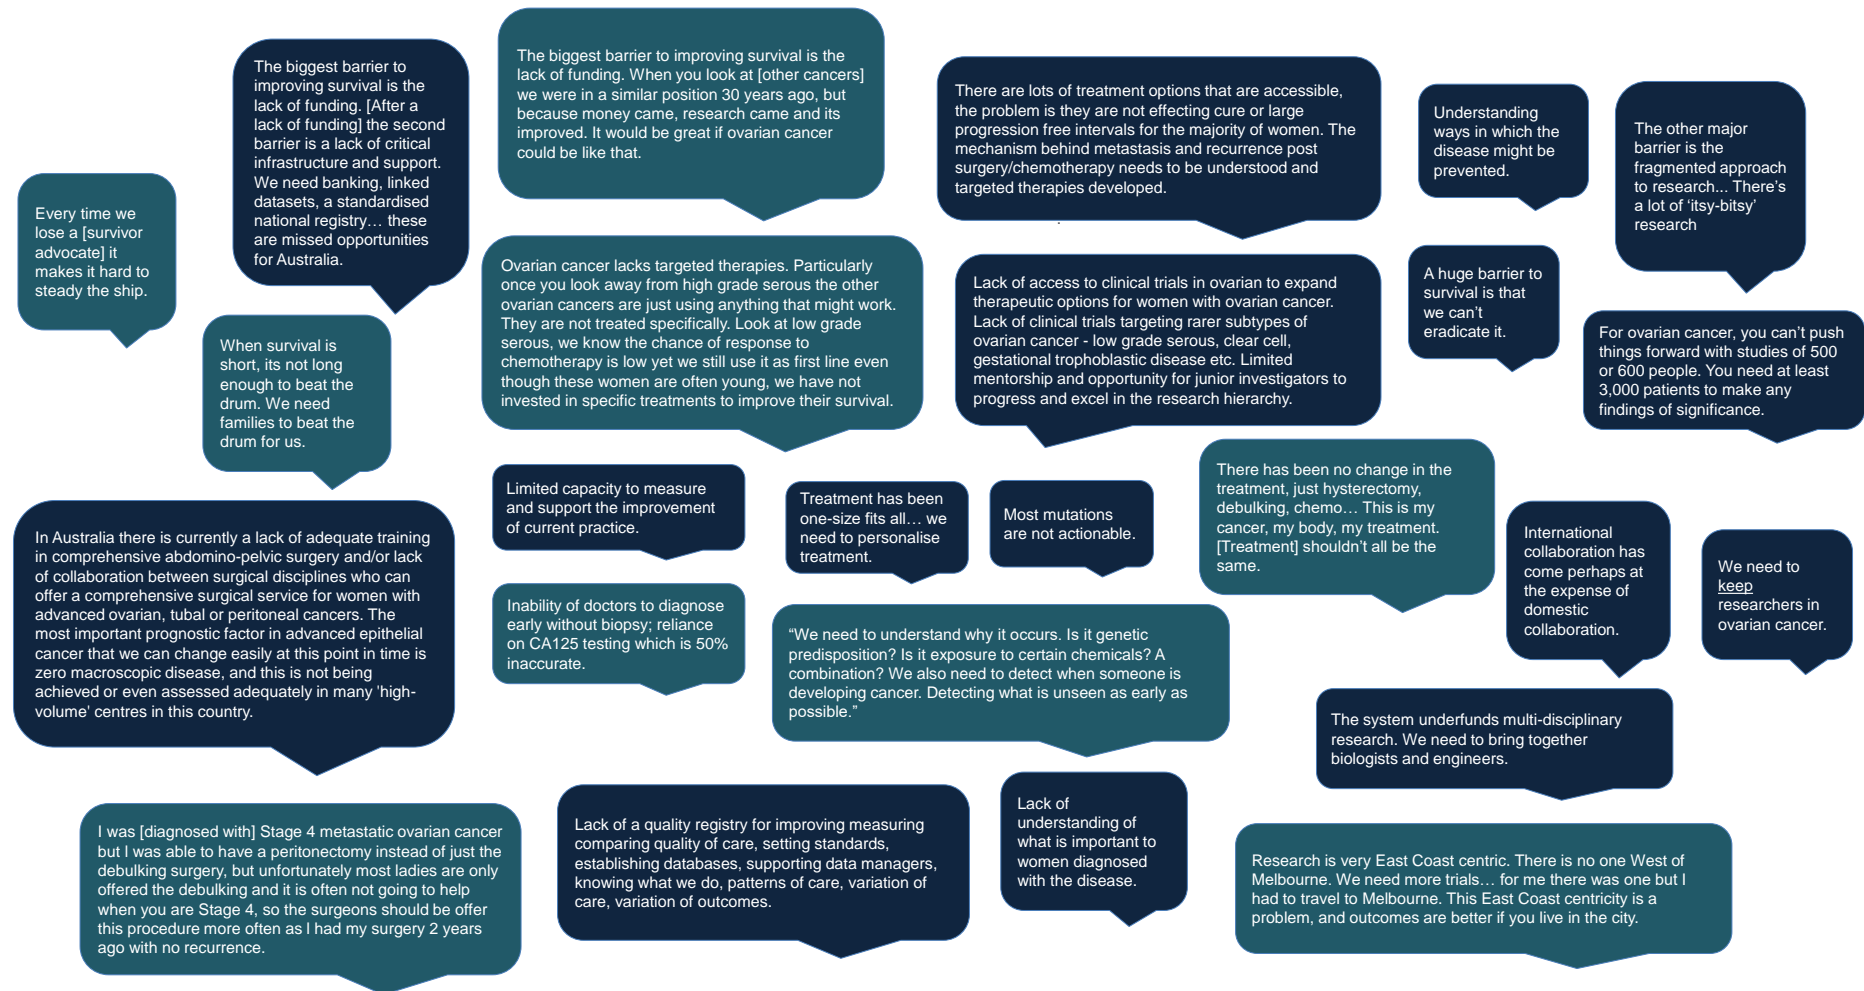 The biggest barrier to
improving survival is the
lack of funding. [After a
lack of funding] the second
barrier is a lack of critical
infrastructure and support.
We need banking, linked
datasets, a standardised
national registry… these
are missed opportunities
for Australia.
The biggest barrier to improving survival is the
lack of funding. When you look at [other cancers]
we were in a similar position 30 years ago, but
because money came, research came and its
improved. It would be great if ovarian cancer
could be like that.
There are lots of treatment options that are accessible,
the problem is they are not effecting cure or large
progression free intervals for the majority of women. The
mechanism behind metastasis and recurrence post
surgery/chemotherapy needs to be understood and
targeted therapies developed.
.
Understanding
ways in which the
disease might be
prevented.
The other major
barrier is the
fragmented approach
to research... There's
a lot of 'itsy-bitsy'
research
Every time we
lose a [survivor
advocate] it
makes it hard to
steady the ship.
When survival is
short, its not long
enough to beat the
drum. We need
families to beat the
drum for us.
Ovarian cancer lacks targeted therapies. Particularly
once you look away from high grade serous the other
ovarian cancers are just using anything that might work.
They are not treated specifically. Look at low grade
serous, we know the chance of response to
chemotherapy is low yet we still use it as first line even
though these women are often young, we have not
invested in specific treatments to improve their survival.
Lack of access to clinical trials in ovarian to expand
therapeutic options for women with ovarian cancer.
Lack of clinical trials targeting rarer subtypes of
ovarian cancer - low grade serous, clear cell,
gestational trophoblastic disease etc. Limited
mentorship and opportunity for junior investigators to
progress and excel in the research hierarchy.
A huge barrier to
survival is that
we can't
eradicate it.
For ovarian cancer, you can't push
things forward with studies of 500
or 600 people. You need at least
3,000 patients to make any
findings of significance.
In Australia there is currently a lack of adequate training
in comprehensive abdomino-pelvic surgery and/or lack
of collaboration between surgical disciplines who can
offer a comprehensive surgical service for women with
advanced ovarian, tubal or peritoneal cancers. The
most important prognostic factor in advanced epithelial
cancer that we can change easily at this point in time is
zero macroscopic disease, and this is not being
achieved or even assessed adequately in many 'high-
volume' centres in this country.
Limited capacity to measure
and support the improvement
of current practice.
Treatment has been
one-size fits all… we
need to personalise
treatment.
Most mutations
are not actionable.
There has been no change in the
treatment, just hysterectomy,
debulking, chemo… This is my
cancer, my body, my treatment.
[Treatment] shouldn't all be the
same.
International
collaboration has
come perhaps at
the expense of
domestic
collaboration.
We need to
keep
researchers in
ovarian cancer.
Inability of doctors to diagnose
early without biopsy; reliance
on CA125 testing which is 50%
inaccurate.
“We need to understand why it occurs. Is it genetic
predisposition? Is it exposure to certain chemicals? A
combination? We also need to detect when someone is
developing cancer. Detecting what is unseen as early as
possible.”
The system underfunds multi-disciplinary
research. We need to bring together
biologists and engineers.
I was [diagnosed with] Stage 4 metastatic ovarian cancer
but I was able to have a peritonectomy instead of just the
debulking surgery, but unfortunately most ladies are only
offered the debulking and it is often not going to help
when you are Stage 4, so the surgeons should be offer
this procedure more often as I had my surgery 2 years
ago with no recurrence.
Lack of a quality registry for improving measuring
comparing quality of care, setting standards,
establishing databases, supporting data managers,
knowing what we do, patterns of care, variation of
care, variation of outcomes.
Lack of
understanding of
what is important to
women diagnosed
with the disease.
Research is very East Coast centric. There is no one West of
Melbourne. We need more trials… for me there was one but I
had to travel to Melbourne. This East Coast centricity is a
problem, and outcomes are better if you live in the city.